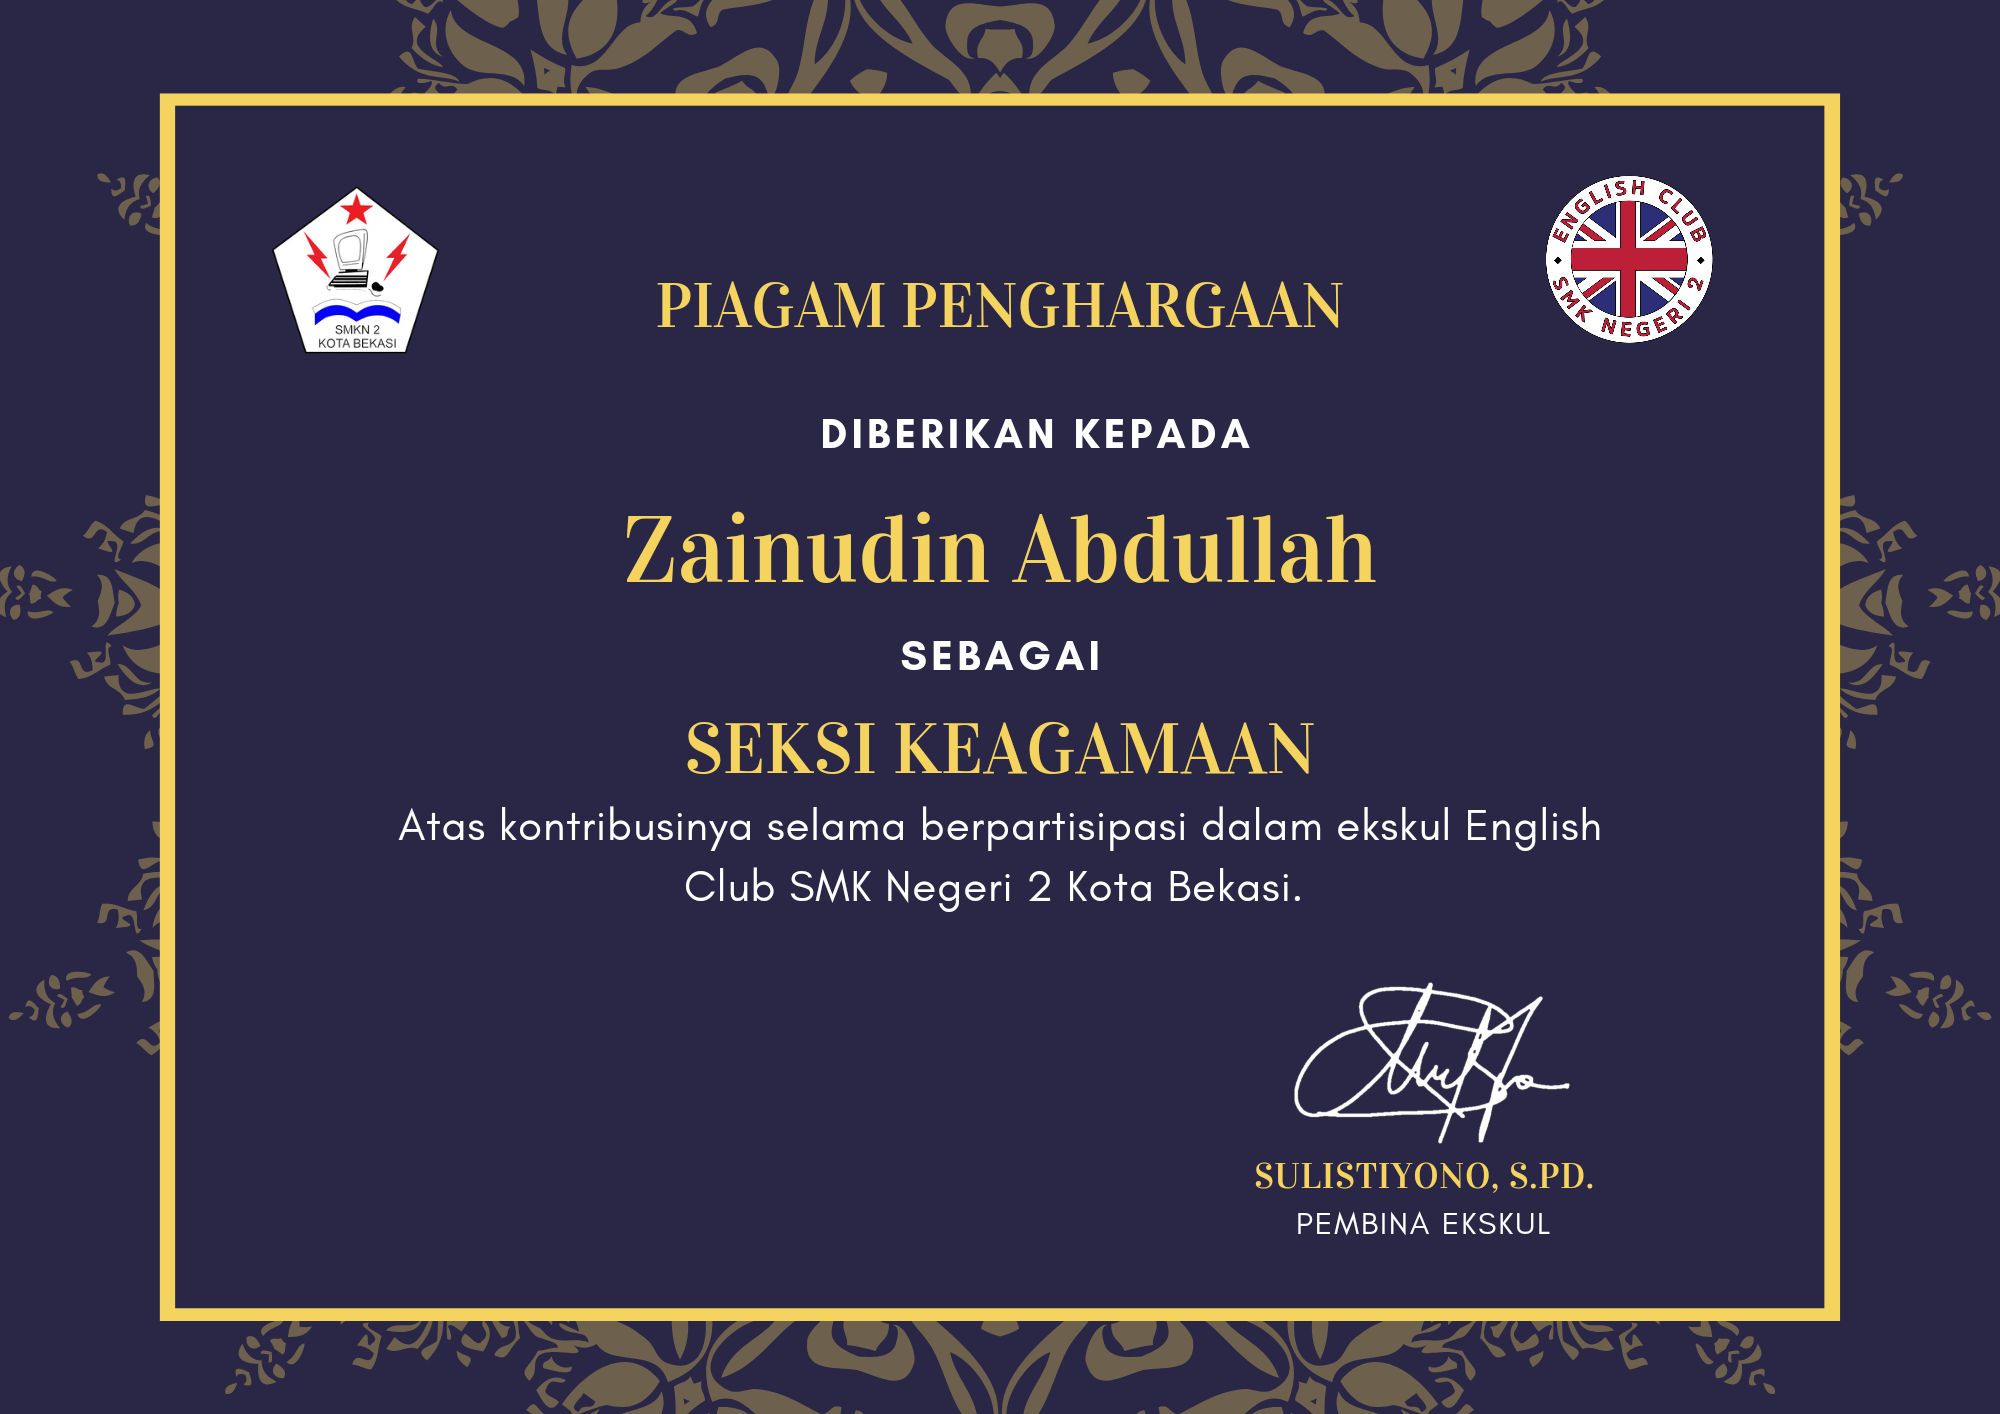 SMKN 2
KOTA BEKASI
ENGLISH CLUB
SMK NEGERI 2
PIAGAM PENGHARGAAN
DIBERIKAN KEPADA
Zainudin Abdullah
SEBAGAI
SEKSI KEAGAMAAN
Atas kontribusinya selama berpartisipasi dalam ekskul English
Club SMK Negeri 2 Kota Bekasi.
SULISTIYONO, S.PD.
PEMBINA EKSKUL